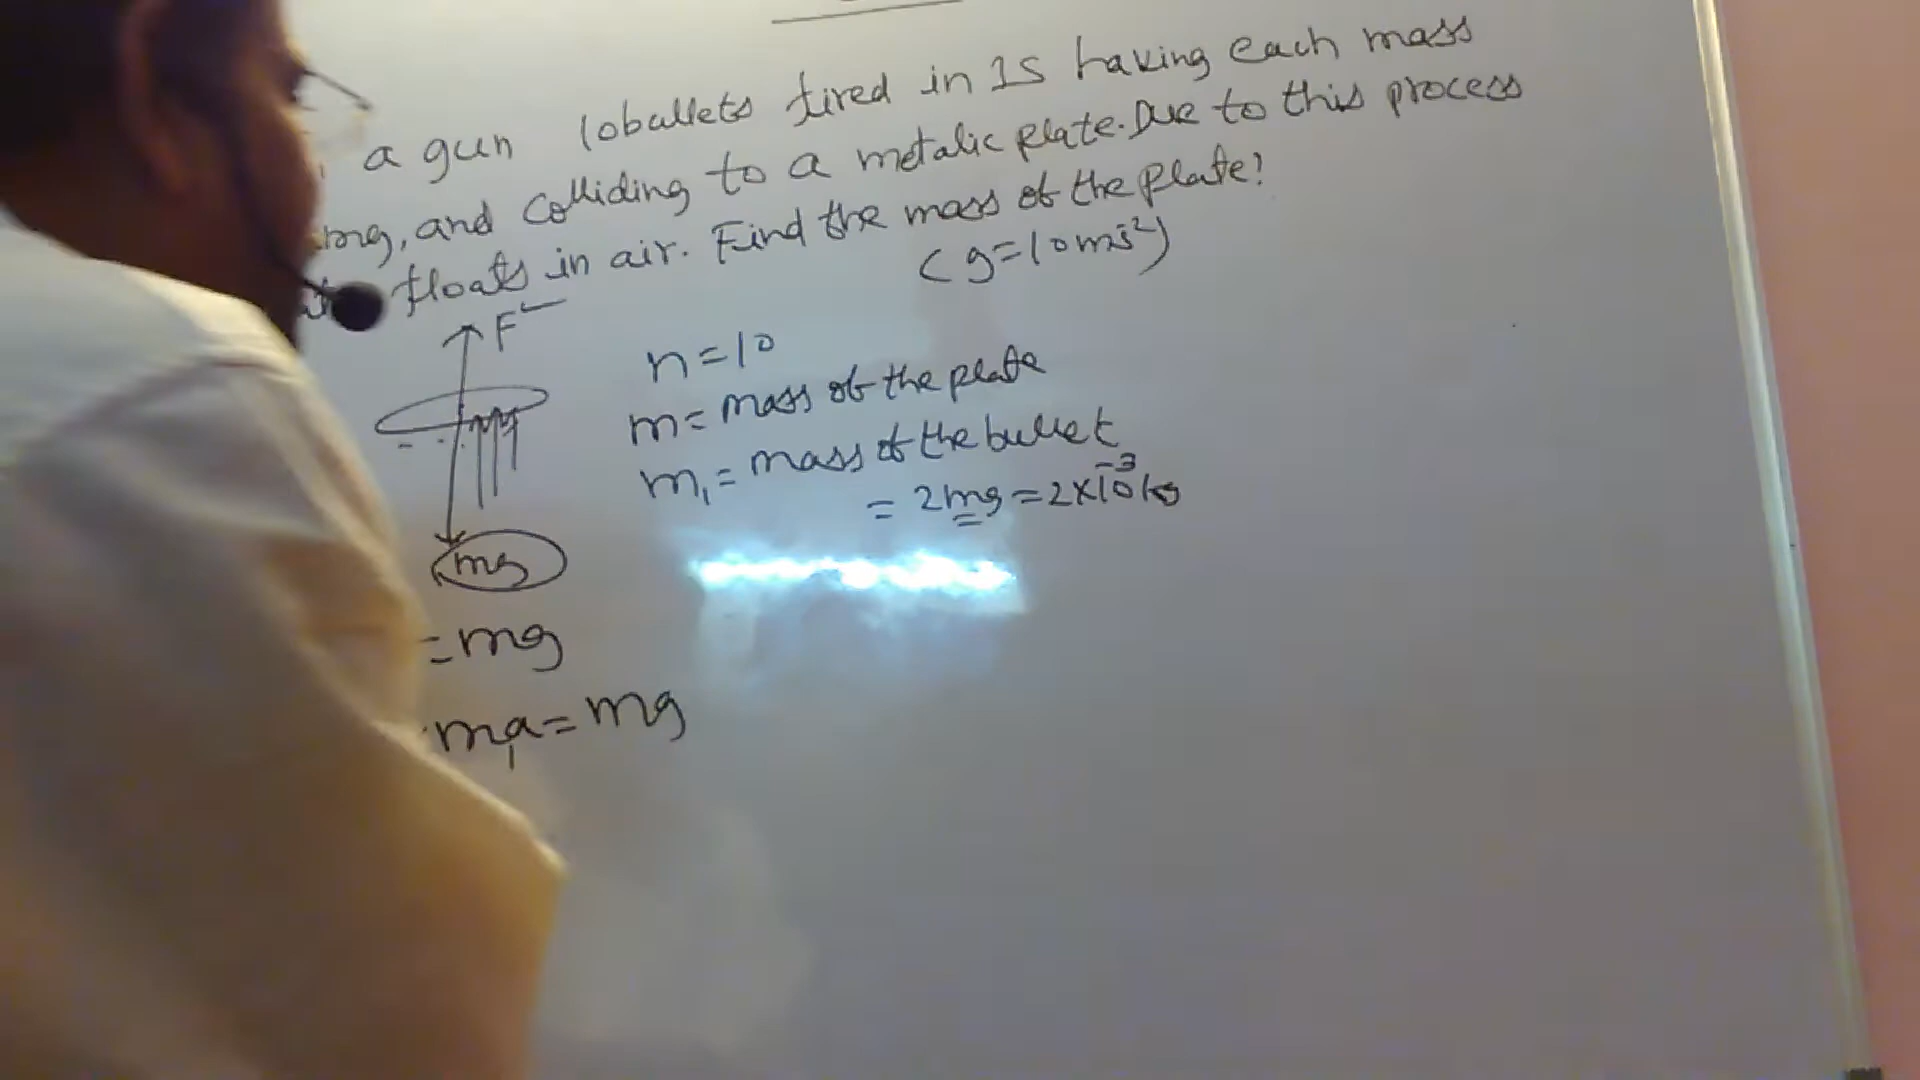 a gun 10bullets fired in 1s having each mass
mg, and colliding to a metalic plate. Due to this process
floats in air. Find the mass of the plate?
(g=10ms⁻²)
F
n=10
m= mass of the plate
m₁= mass of the bullet
= 2mg = 2×10⁻³kg
mg
=mg
ma=mg